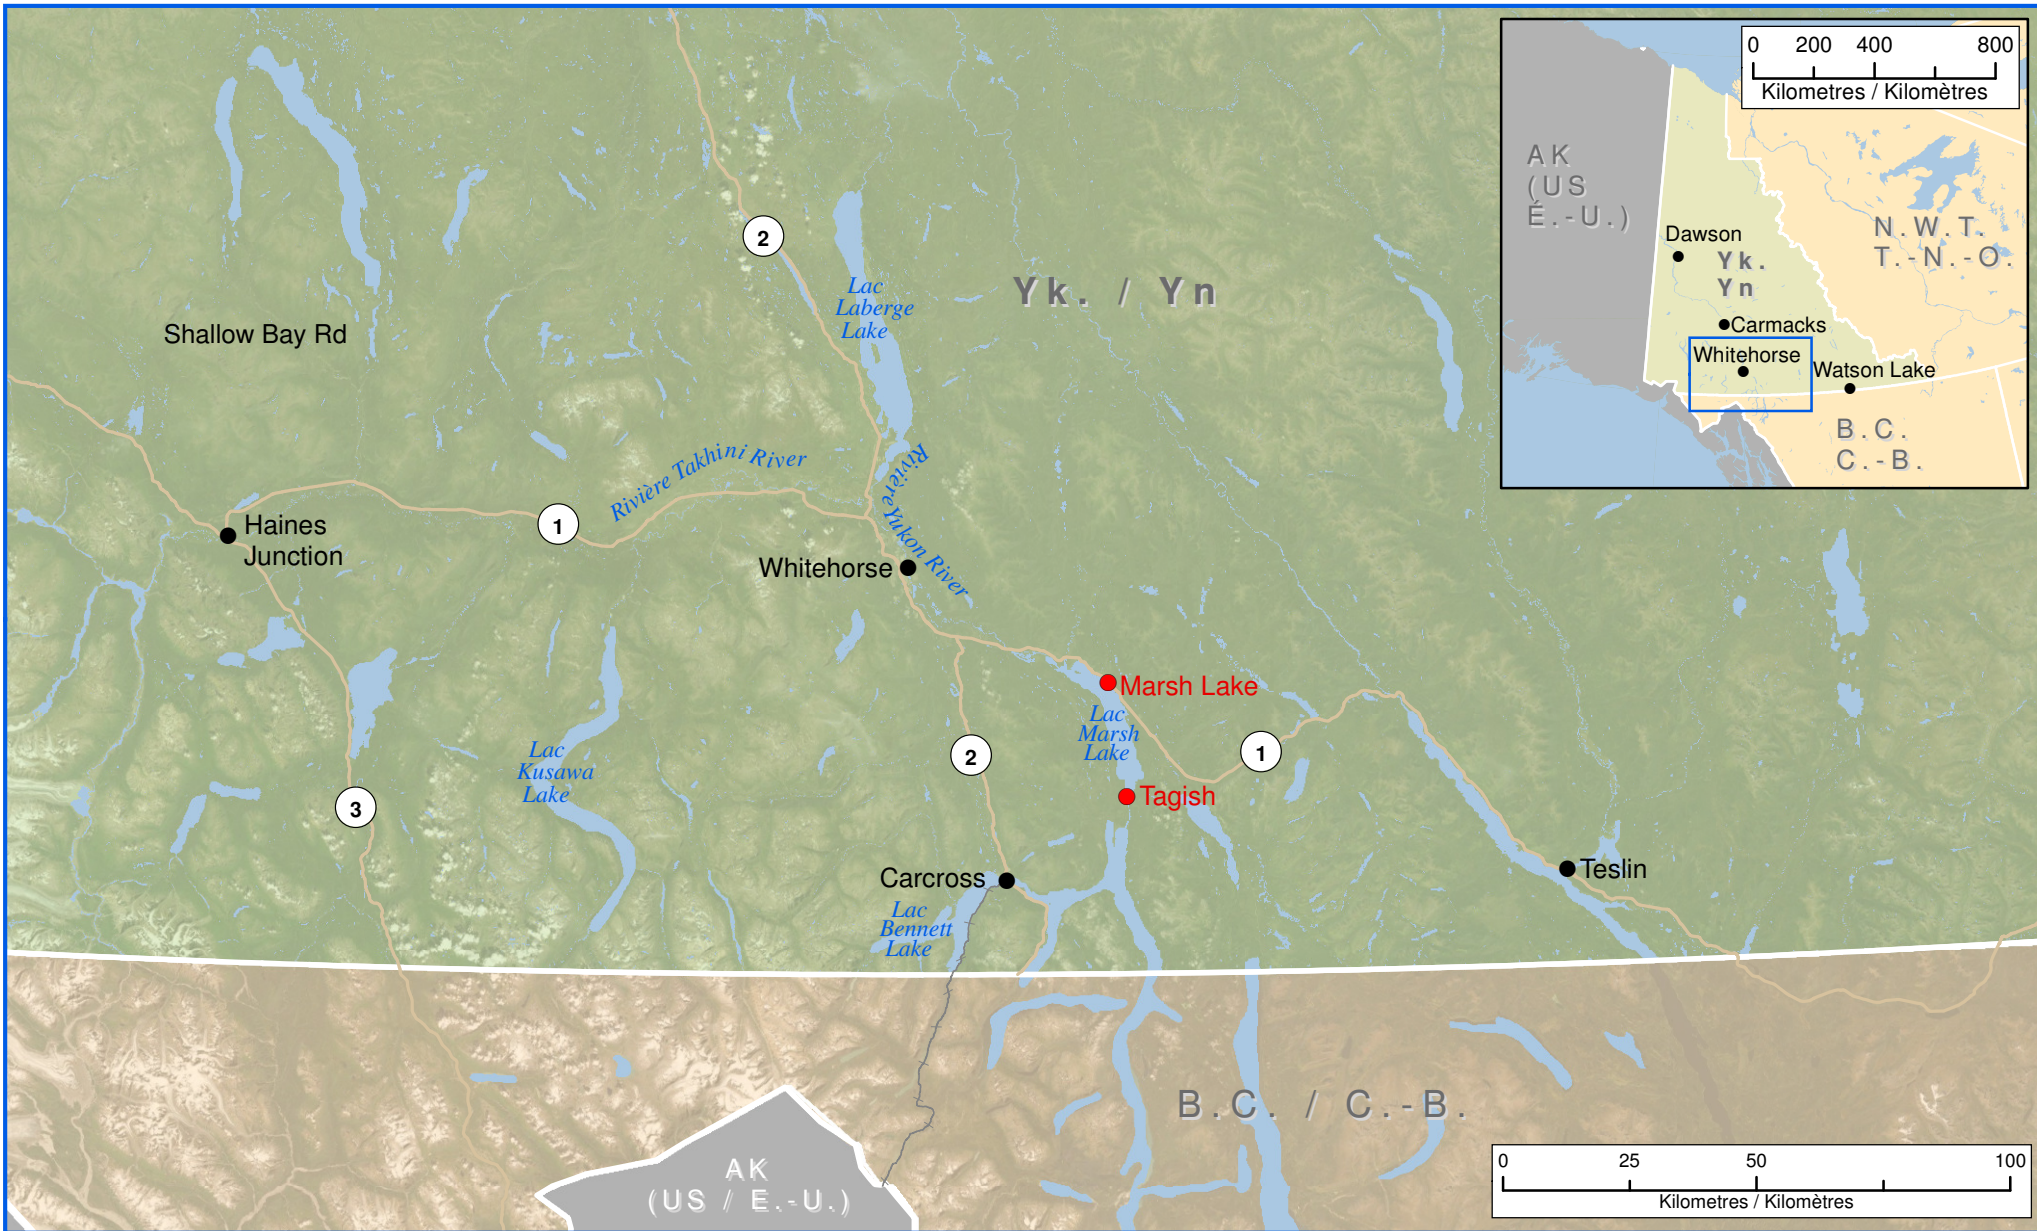 0 200 400 800
Kilometres / Kilomètres
AK
(US
É.-U.)
N.W.T.
T.-N.-O.
Dawson
Yk.
Yn
Carmacks
Whitehorse
Watson Lake
B.C.
C.-B.
2
Lac
Laberge
Lake
Yk. / Yn
Shallow Bay Rd
Rivière Takhini River
Rivière Yukon River
1
Haines
Junction
Whitehorse
Marsh Lake
Lac
Marsh
Lake
2
1
Lac
Kusawa
Lake
3
Tagish
Teslin
Carcross
Lac
Bennett
Lake
B.C. / C.-B.
AK
(US / E.-U.)
0 25 50 100
Kilometres / Kilomètres